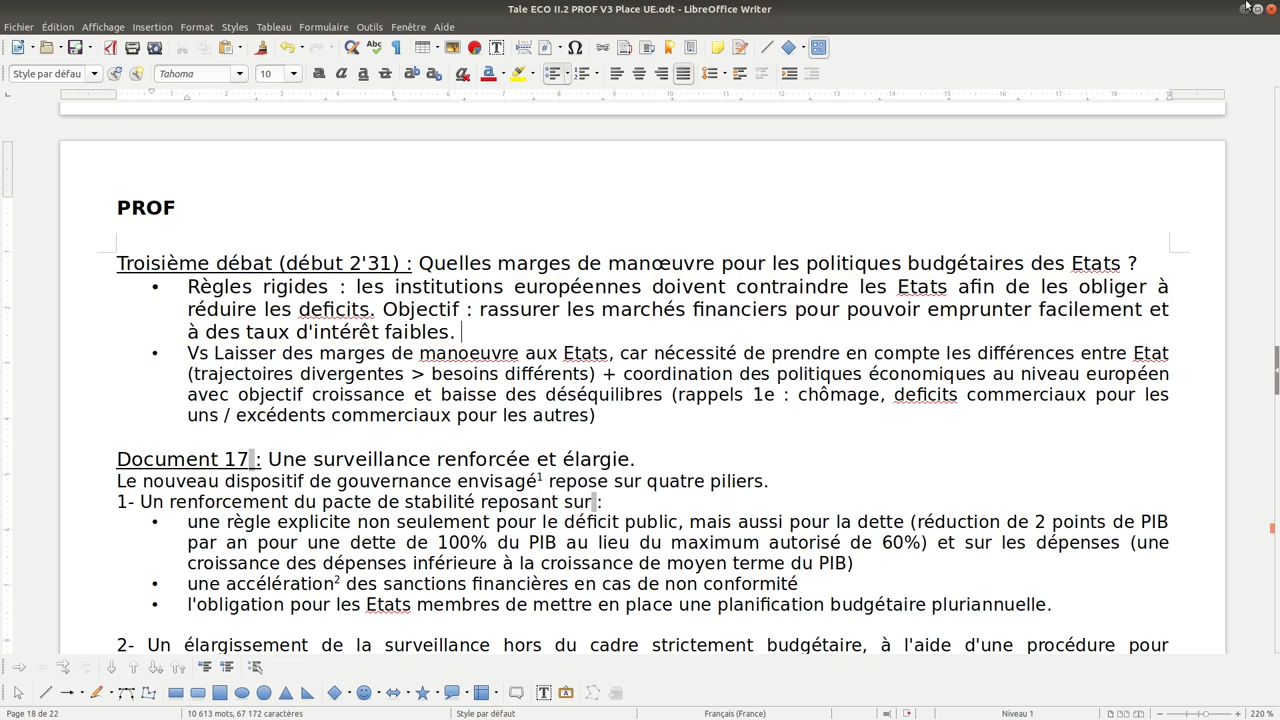 Tale ECO II.2 PROF V3 Place UE.odt - LibreOffice Writer
Fichier Édition Affichage Insertion Format Styles Tableau Formulaire Outils Fenêtre Aide
Style par défau Tahoma 10
PROF
Troisième débat (début 2'31) : Quelles marges de manœuvre pour les politiques budgétaires des Etats ?
• Règles rigides : les institutions européennes doivent contraindre les Etats afin de les obliger à
réduire les deficits. Objectif : rassurer les marchés financiers pour pouvoir emprunter facilement et
à des taux d'intérêt faibles.
• Vs Laisser des marges de manoeuvre aux Etats, car nécessité de prendre en compte les différences entre Etat
(trajectoires divergentes > besoins différents) + coordination des politiques économiques au niveau européen
avec objectif croissance et baisse des déséquilibres (rappels 1e : chômage, deficits commerciaux pour les
uns / excédents commerciaux pour les autres)
Document 17 : Une surveillance renforcée et élargie.
Le nouveau dispositif de gouvernance envisagé¹ repose sur quatre piliers.
1- Un renforcement du pacte de stabilité reposant sur :
• une règle explicite non seulement pour le déficit public, mais aussi pour la dette (réduction de 2 points de PIB
par an pour une dette de 100% du PIB au lieu du maximum autorisé de 60%) et sur les dépenses (une
croissance des dépenses inférieure à la croissance de moyen terme du PIB)
• une accélération² des sanctions financières en cas de non conformité
• l'obligation pour les Etats membres de mettre en place une planification budgétaire pluriannuelle.
2- Un élargissement de la surveillance hors du cadre strictement budgétaire, à l'aide d'une procédure pour
Page 18 de 22 10 613 mots, 67 172 caractères Style par défaut Français (France) Niveau 1 220 %